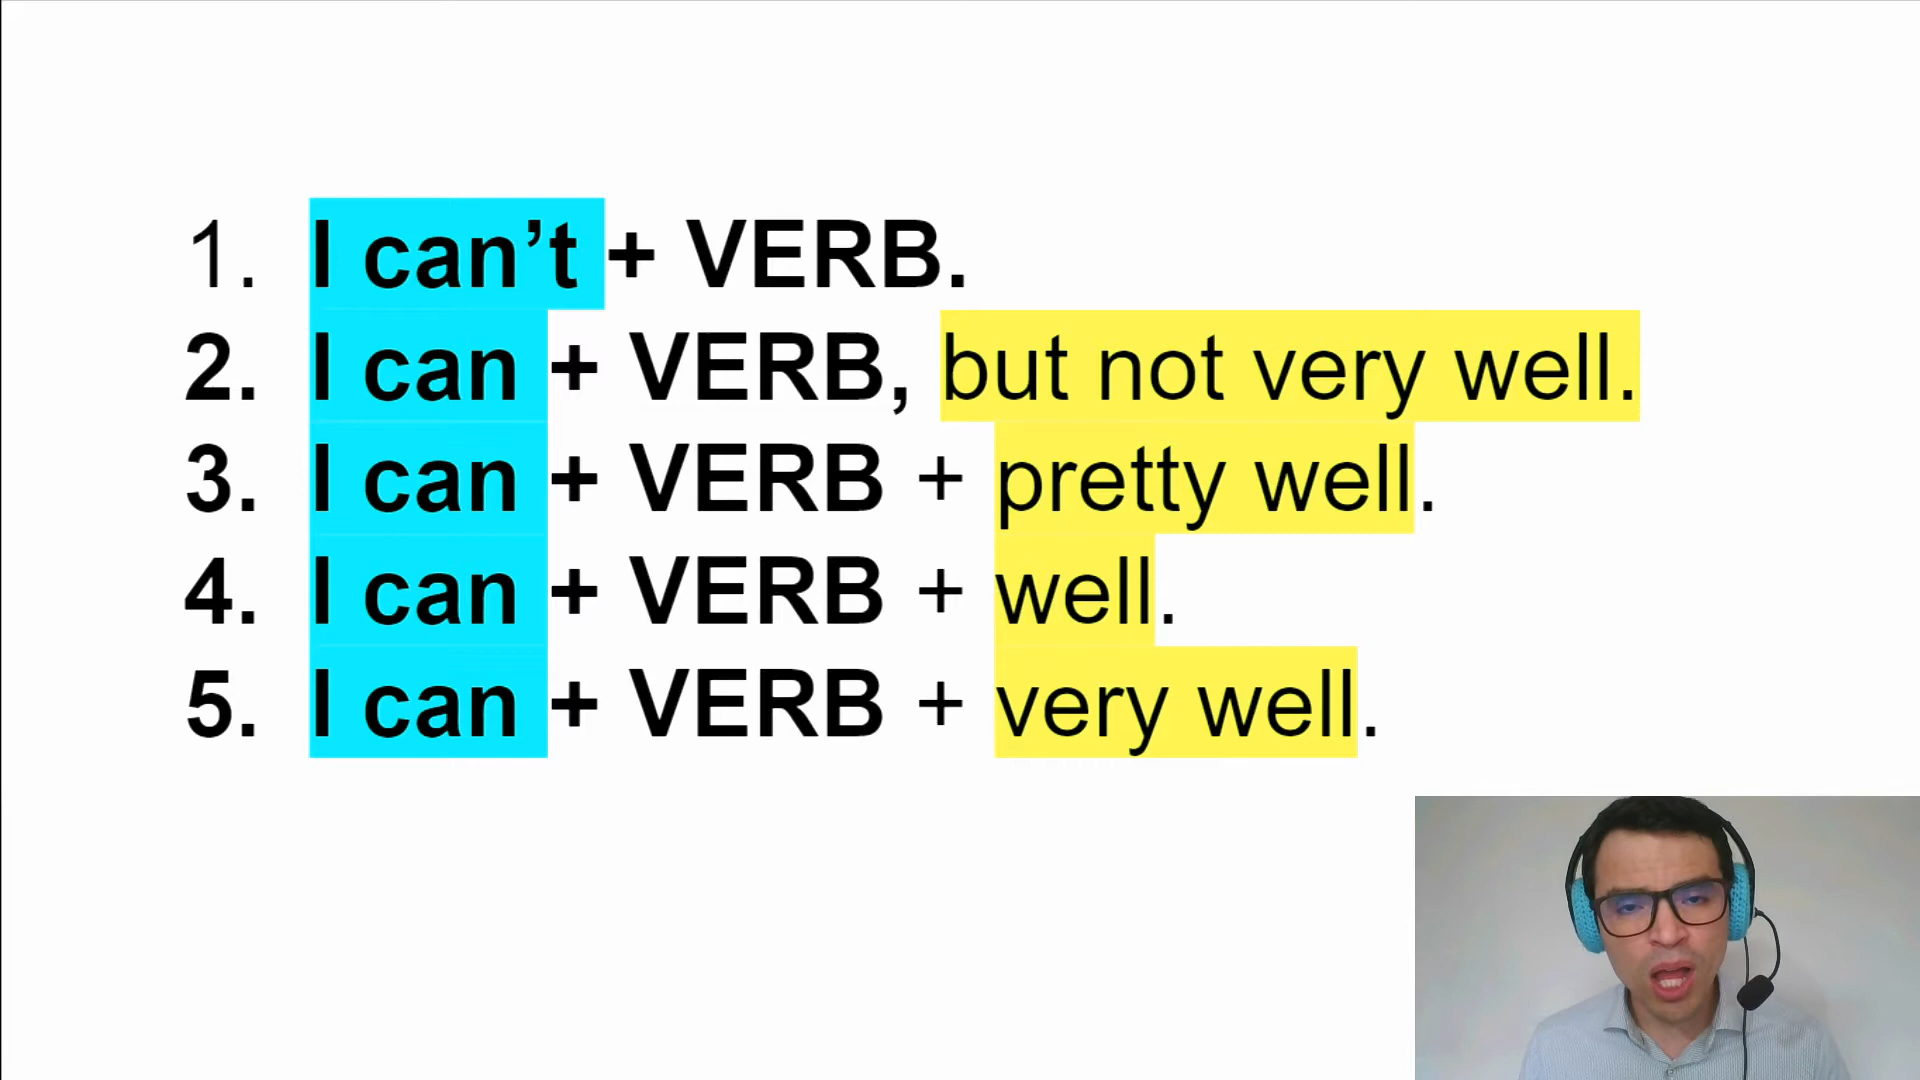 1. I can’t + VERB.
2. I can + VERB, but not very well.
3. I can + VERB + pretty well.
4. I can + VERB + well.
5. I can + VERB + very well.